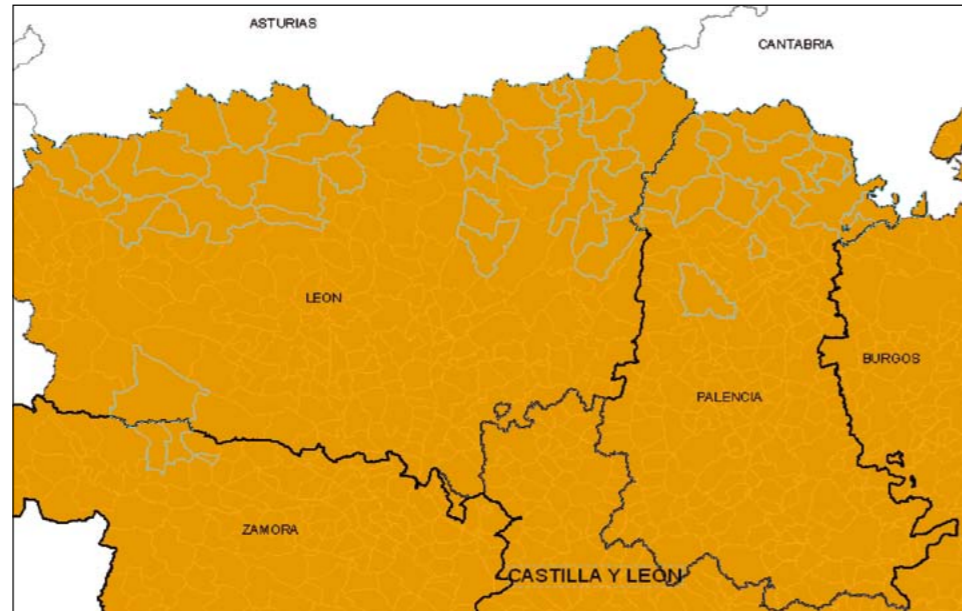 ASTURIAS
CANTABRIA
LEON
BURGOS
PALENCIA
ZAMORA
CASTILLA Y LEON